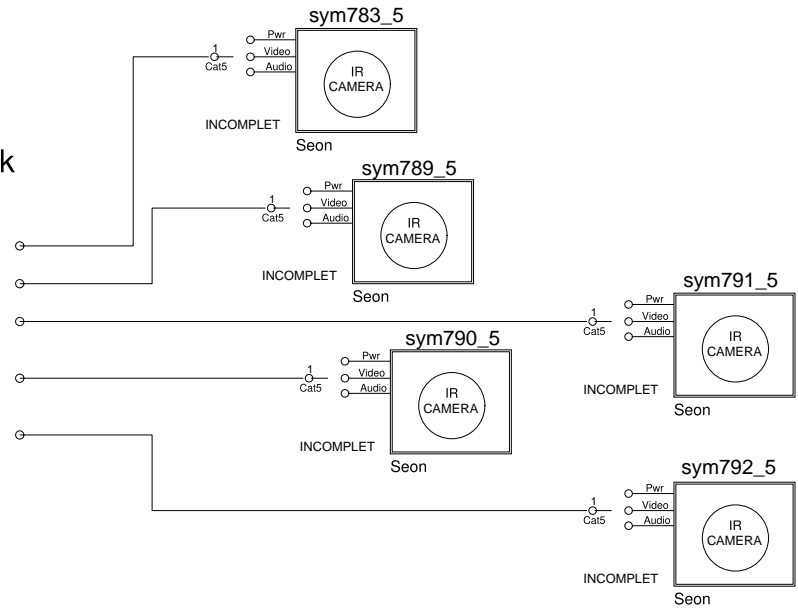 sym783_5
Pwr
1
Video
Cat5
Audio
IR
CAMERA
INCOMPLET
Seon
k
sym789_5
Pwr
1
Video
Cat5
Audio
IR
CAMERA
INCOMPLET
Seon
sym791_5
Pwr
1
Video
Cat5
Audio
IR
CAMERA
INCOMPLET
Seon
sym790_5
Pwr
1
Video
Cat5
Audio
IR
CAMERA
INCOMPLET
Seon
sym792_5
Pwr
1
Video
Cat5
Audio
IR
CAMERA
INCOMPLET
Seon